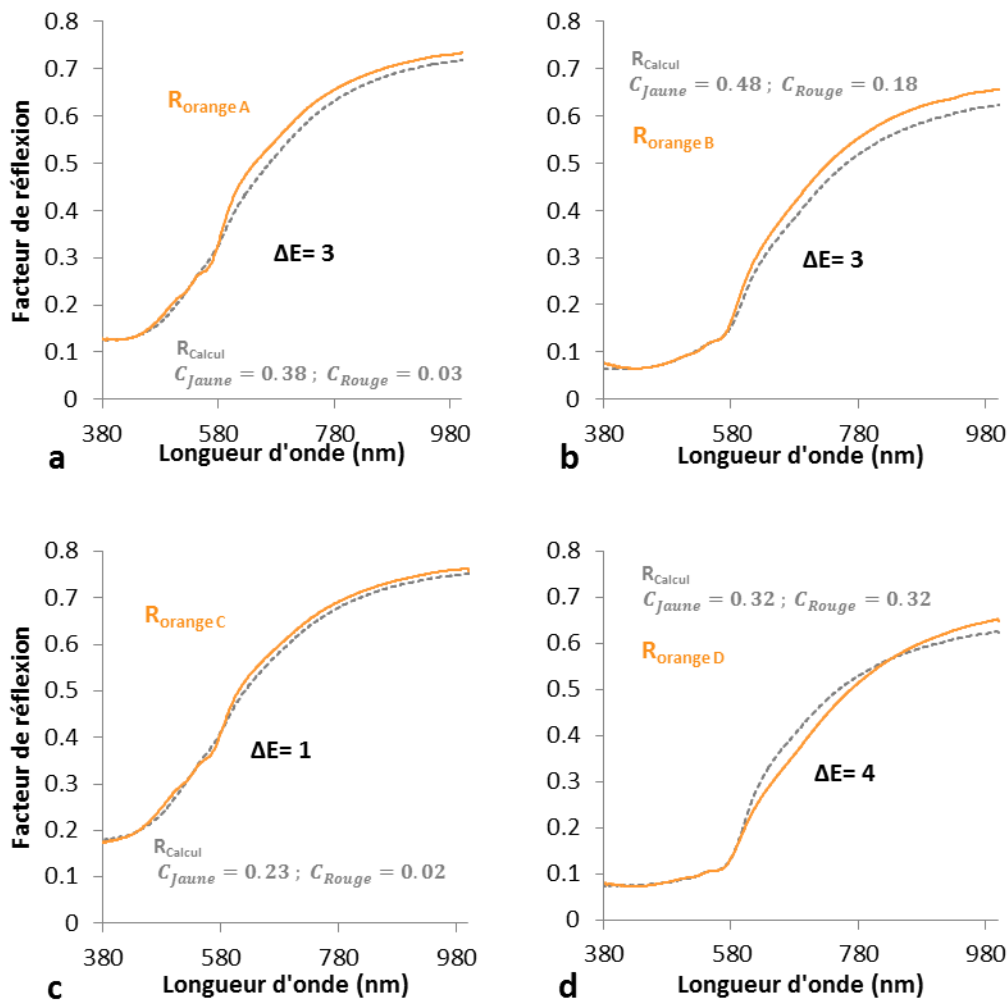 0.8
0.7
0.6
0.5
0.4
0.3
0.2
0.1
0
Facteur de réflexion
R orange A
ΔE= 3
R Calcul
C Jaune = 0.38 ; C Rouge = 0.03
380 580 780 980
a Longueur d'onde (nm)
0.8
0.7
0.6
0.5
0.4
0.3
0.2
0.1
0
R Calcul
C Jaune = 0.48 ; C Rouge = 0.18
R orange B
ΔE= 3
380 580 780 980
b Longueur d'onde (nm)
0.8
0.7
0.6
0.5
0.4
0.3
0.2
0.1
0
Facteur de réflexion
R orange C
ΔE= 1
R Calcul
C Jaune = 0.23 ; C Rouge = 0.02
380 580 780 980
c Longueur d'onde (nm)
0.8
0.7
0.6
0.5
0.4
0.3
0.2
0.1
0
R Calcul
C Jaune = 0.32 ; C Rouge = 0.32
R orange D
ΔE= 4
380 580 780 980
Longueur d'onde (nm) d